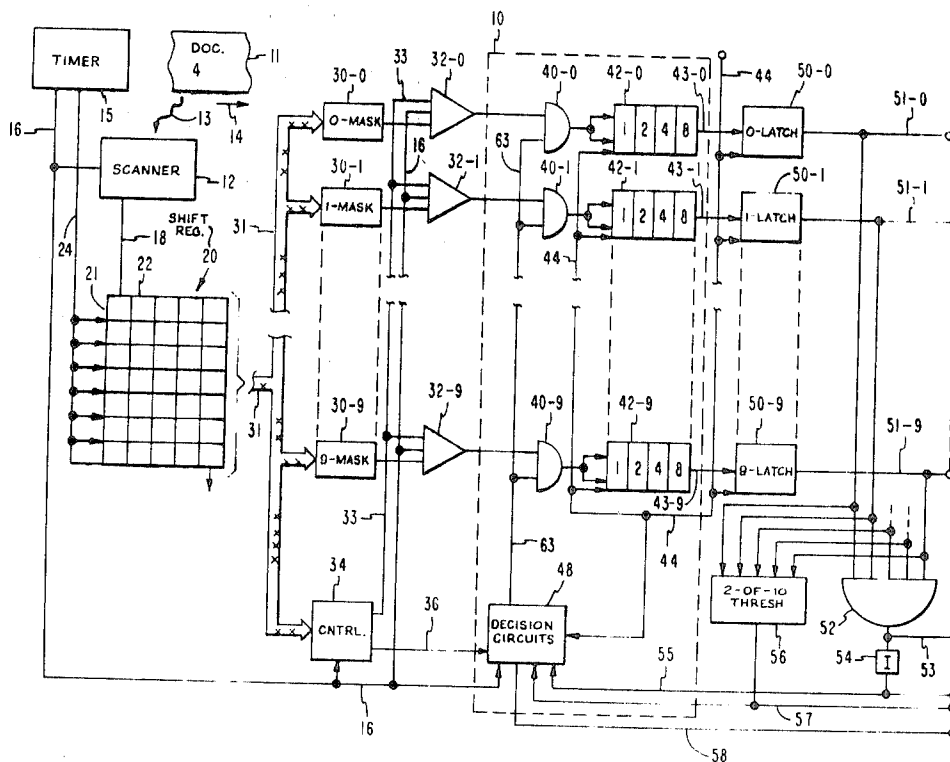 10
TIMER
DOC.
4
11
33
32-0
40-0
42-0
43-0
44
50-0
30-0
0-MASK
1 2 4 8
0-LATCH
51-0
16
15
13
14
SCANNER
12
16
32-1
63
40-1
42-1
43-1
50-1
30-1
1-MASK
1 2 4 8
1-LATCH
51-1
18
SHIFT
REG.
20
31
24
21
22
44
31
30-9
9-MASK
32-9
40-9
42-9
1 2 4 8
43-9
50-9
9-LATCH
51-9
33
63
44
34
CNTRL.
36
48
DECISION
CIRCUITS
2-OF-10
THRESH
56
52
54
I
53
55
16
57
58